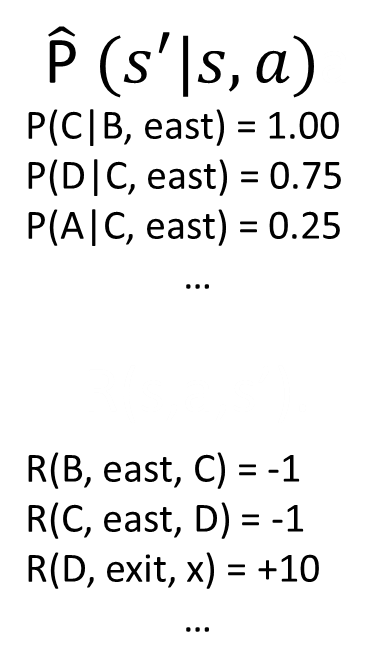 P̂ (s′|s, a)
P(C|B, east) = 1.00
P(D|C, east) = 0.75
P(A|C, east) = 0.25
...
R(B, east, C) = -1
R(C, east, D) = -1
R(D, exit, x) = +10
...